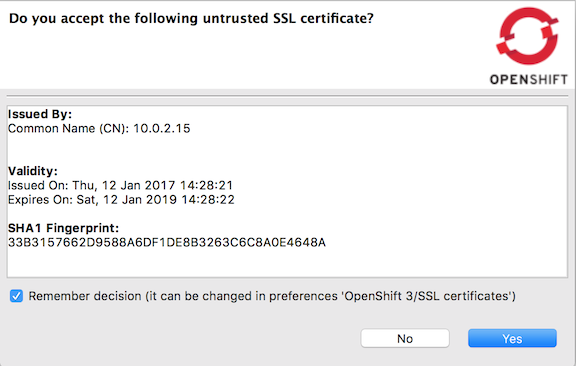 Do you accept the following untrusted SSL certificate?
OPENSHIFT
Issued By:
Common Name (CN): 10.0.2.15
Validity:
Issued On: Thu, 12 Jan 2017 14:28:21
Expires On: Sat, 12 Jan 2019 14:28:22
SHA1 Fingerprint:
33B3157662D9588A6DF1DE8B3263C6C8A0E4648A
Remember decision (it can be changed in preferences 'OpenShift 3/SSL certificates')
No
Yes